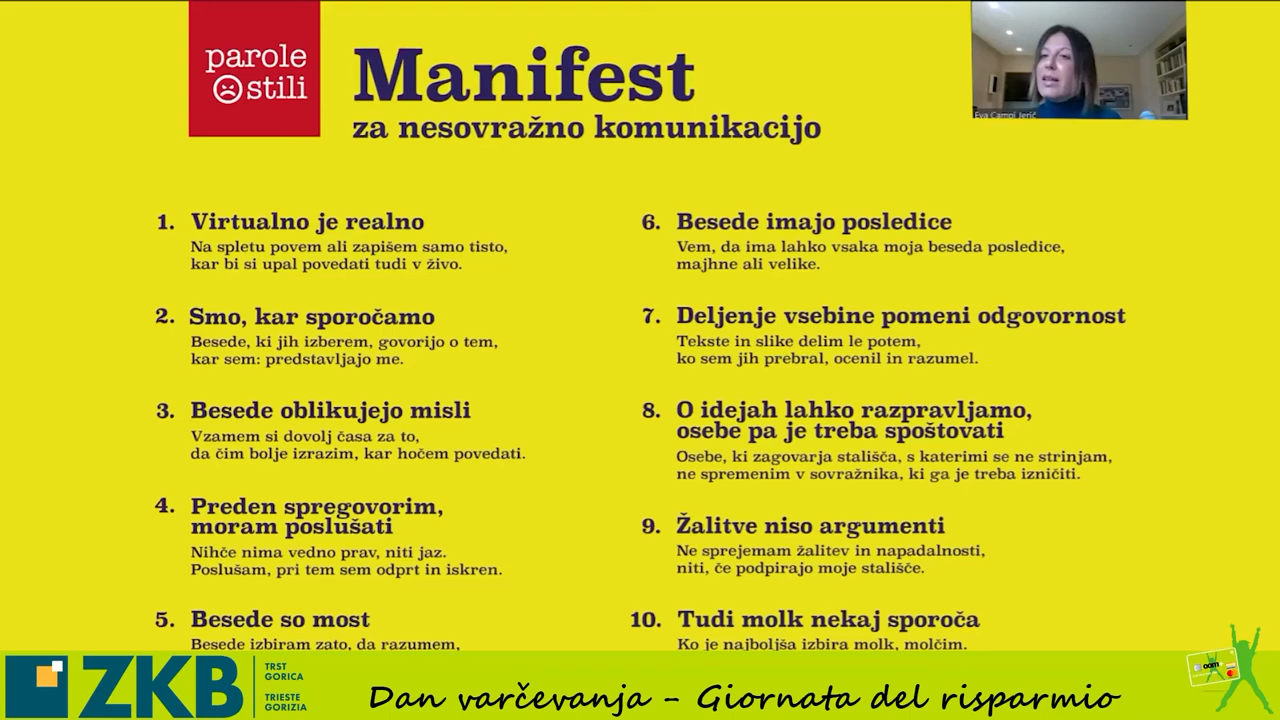 parole
ostili
Manifest
za nesovražno komunikacijo
Eva Campi Jerič
1. Virtualno je realno
Na spletu povem ali zapišem samo tisto,
kar bi si upal povedati tudi v živo.
2. Smo, kar sporočamo
Besede, ki jih izberem, govorijo o tem,
kar sem: predstavljajo me.
3. Besede oblikujejo misli
Vzamem si dovolj časa za to,
da čim bolje izrazim, kar hočem povedati.
4. Preden spregovorim,
moram poslušati
Nihče nima vedno prav, niti jaz.
Poslušam, pri tem sem odprt in iskren.
5. Besede so most
Besede izbiram zato, da razumem,
6. Besede imajo posledice
Vem, da ima lahko vsaka moja beseda posledice,
majhne ali velike.
7. Deljenje vsebine pomeni odgovornost
Tekste in slike delim le potem,
ko sem jih prebral, ocenil in razumel.
8. O idejah lahko razpravljamo,
osebe pa je treba spoštovati
Osebe, ki zagovarja stališča, s katerimi se ne strinjam,
ne spremenim v sovražnika, ki ga je treba izničiti.
9. Žalitve niso argumenti
Ne sprejemam žalitev in napadalnosti,
niti, če podpirajo moje stališče.
10. Tudi molk nekaj sporoča
Ko je najboljša izbira molk, molčim.
ZKB
TRST
GORICA
TRIESTE
GORIZIA
Dan varčevanja - Giornata del risparmio
oom